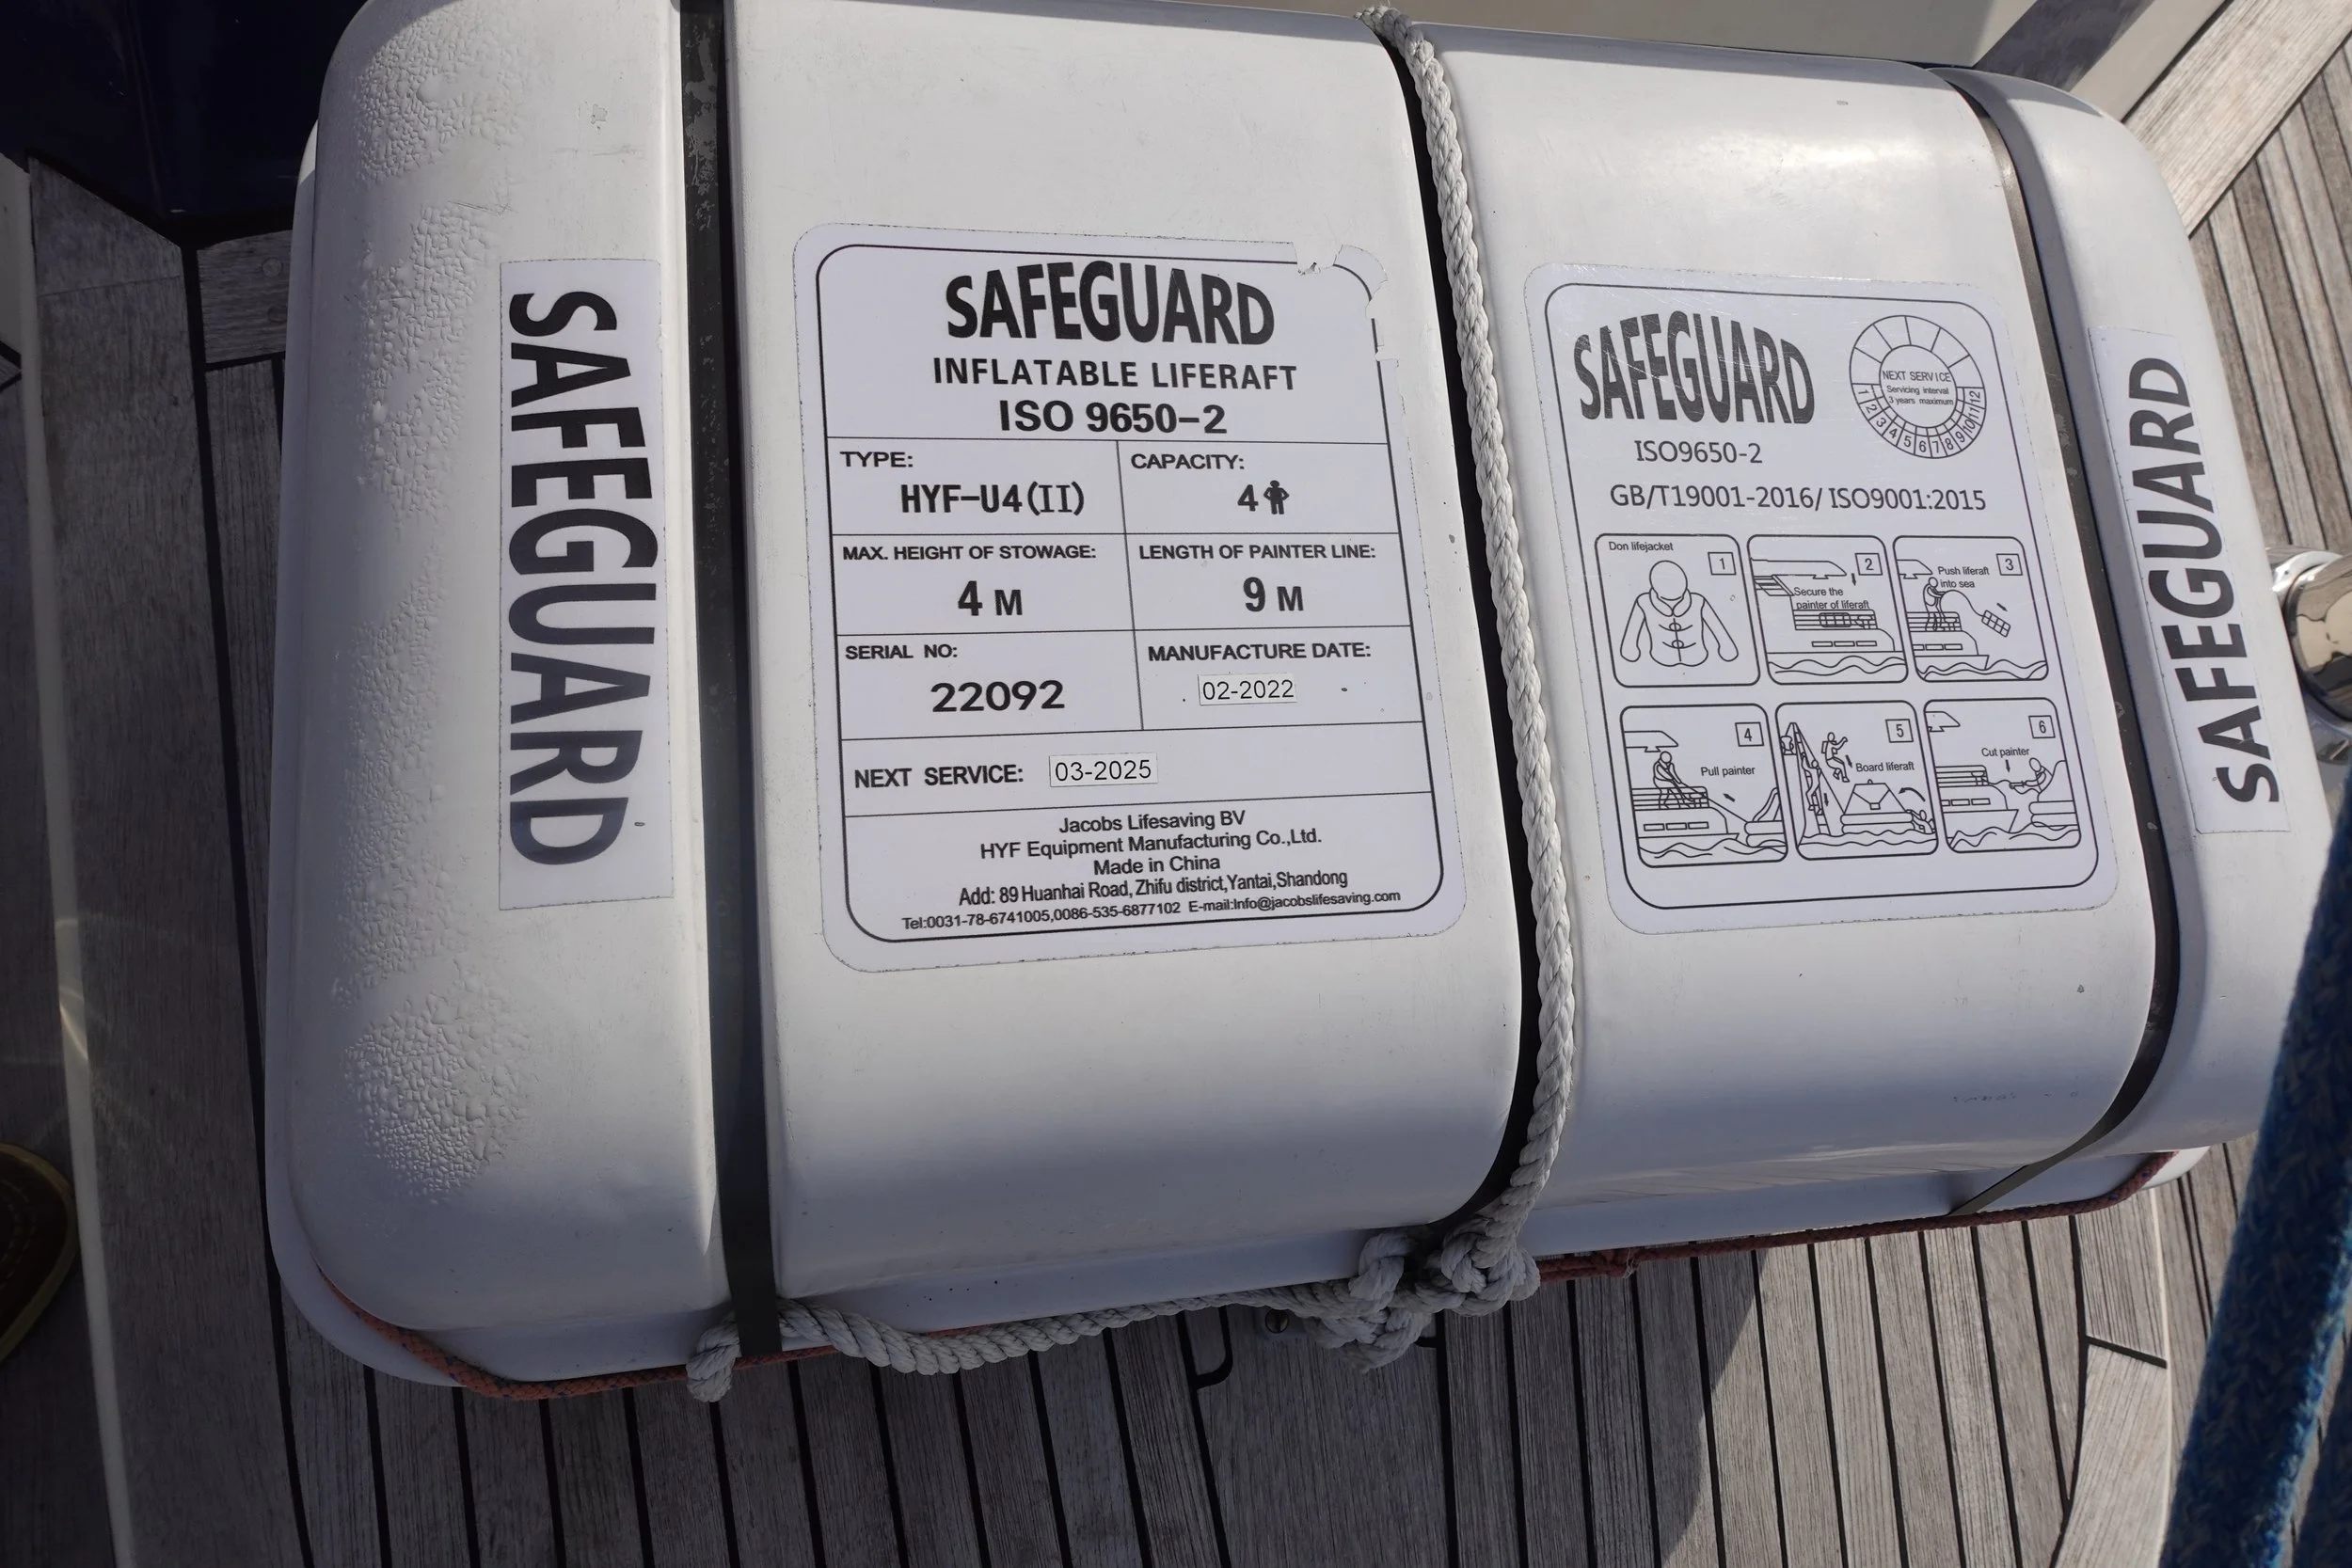 SAFEGUARD
SAFEGUARD
INFLATABLE LIFERAFT
ISO 9650-2
TYPE:
HYF-U4(II)
CAPACITY:
4
MAX. HEIGHT OF STOWAGE:
4 M
LENGTH OF PAINTER LINE:
9 M
SERIAL NO:
22092
MANUFACTURE DATE:
02-2022
NEXT SERVICE: 03-2025
Jacobs Lifesaving BV
HYF Equipment Manufacturing Co.,Ltd.
Made in China
Add: 89 Huanhai Road, Zhifu district,Yantai,Shandong
Tel:0031-78-6741005,0086-535-6877102 E-mail:Info@jacobslifesaving.com
SAFEGUARD
NEXT SERVICE
Servicing interval
3 years maximum
1 2 3 4 5 6 7 8 9 10 11 12
ISO9650-2
GB/T19001-2016/ ISO9001:2015
Don lifejacket
1
2
Secure the
painter of liferaft
3
Push liferaft
into sea
4
Pull painter
5
Board liferaft
6
Cut painter
SAFEGUARD